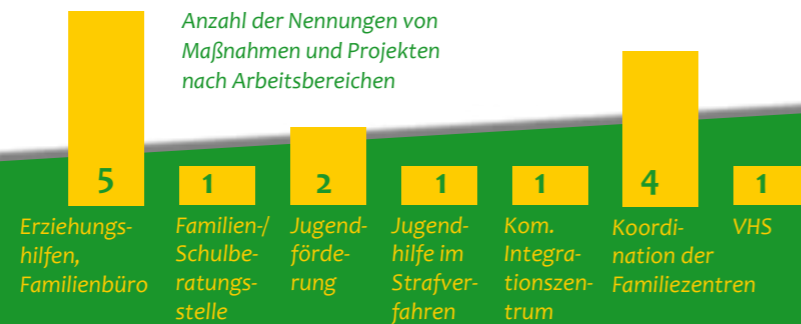 Anzahl der Nennungen von
Maßnahmen und Projekten
nach Arbeitsbereichen
5
1
2
1
1
4
1
Erziehungs-
hilfen,
Familienbüro
Familien-/
Schulbe-
ratungs-
stelle
Jugend-
förde-
rung
Jugend-
hilfe im
Strafver-
fahren
Kom.
Integra-
tionszen-
trum
Koordi-
nation der
Familiezentren
VHS